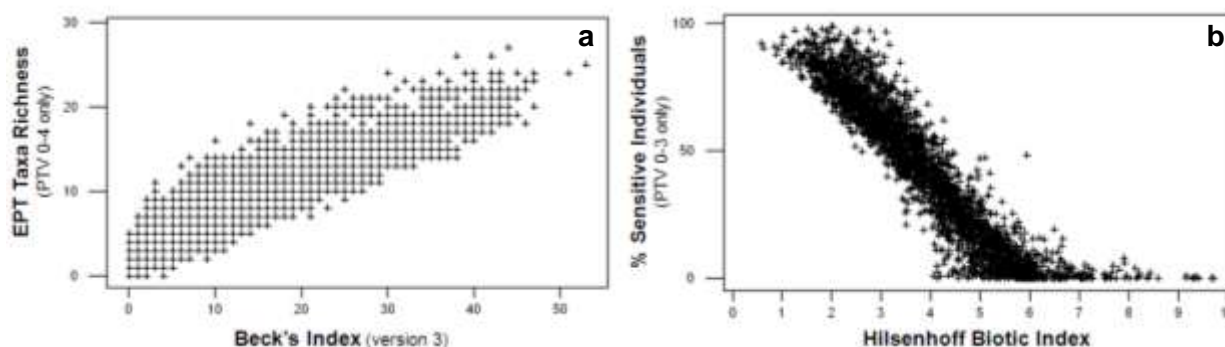 a
EPT Taxa Richness
(PTV 0-4 only)
30
20
10
0
0 10 20 30 40 50
Beck's Index (version 3)
b
% Sensitive Individuals
(PTV 0-3 only)
100
50
0
0 1 2 3 4 5 6 7 8 9
Hilsenhoff Biotic Index